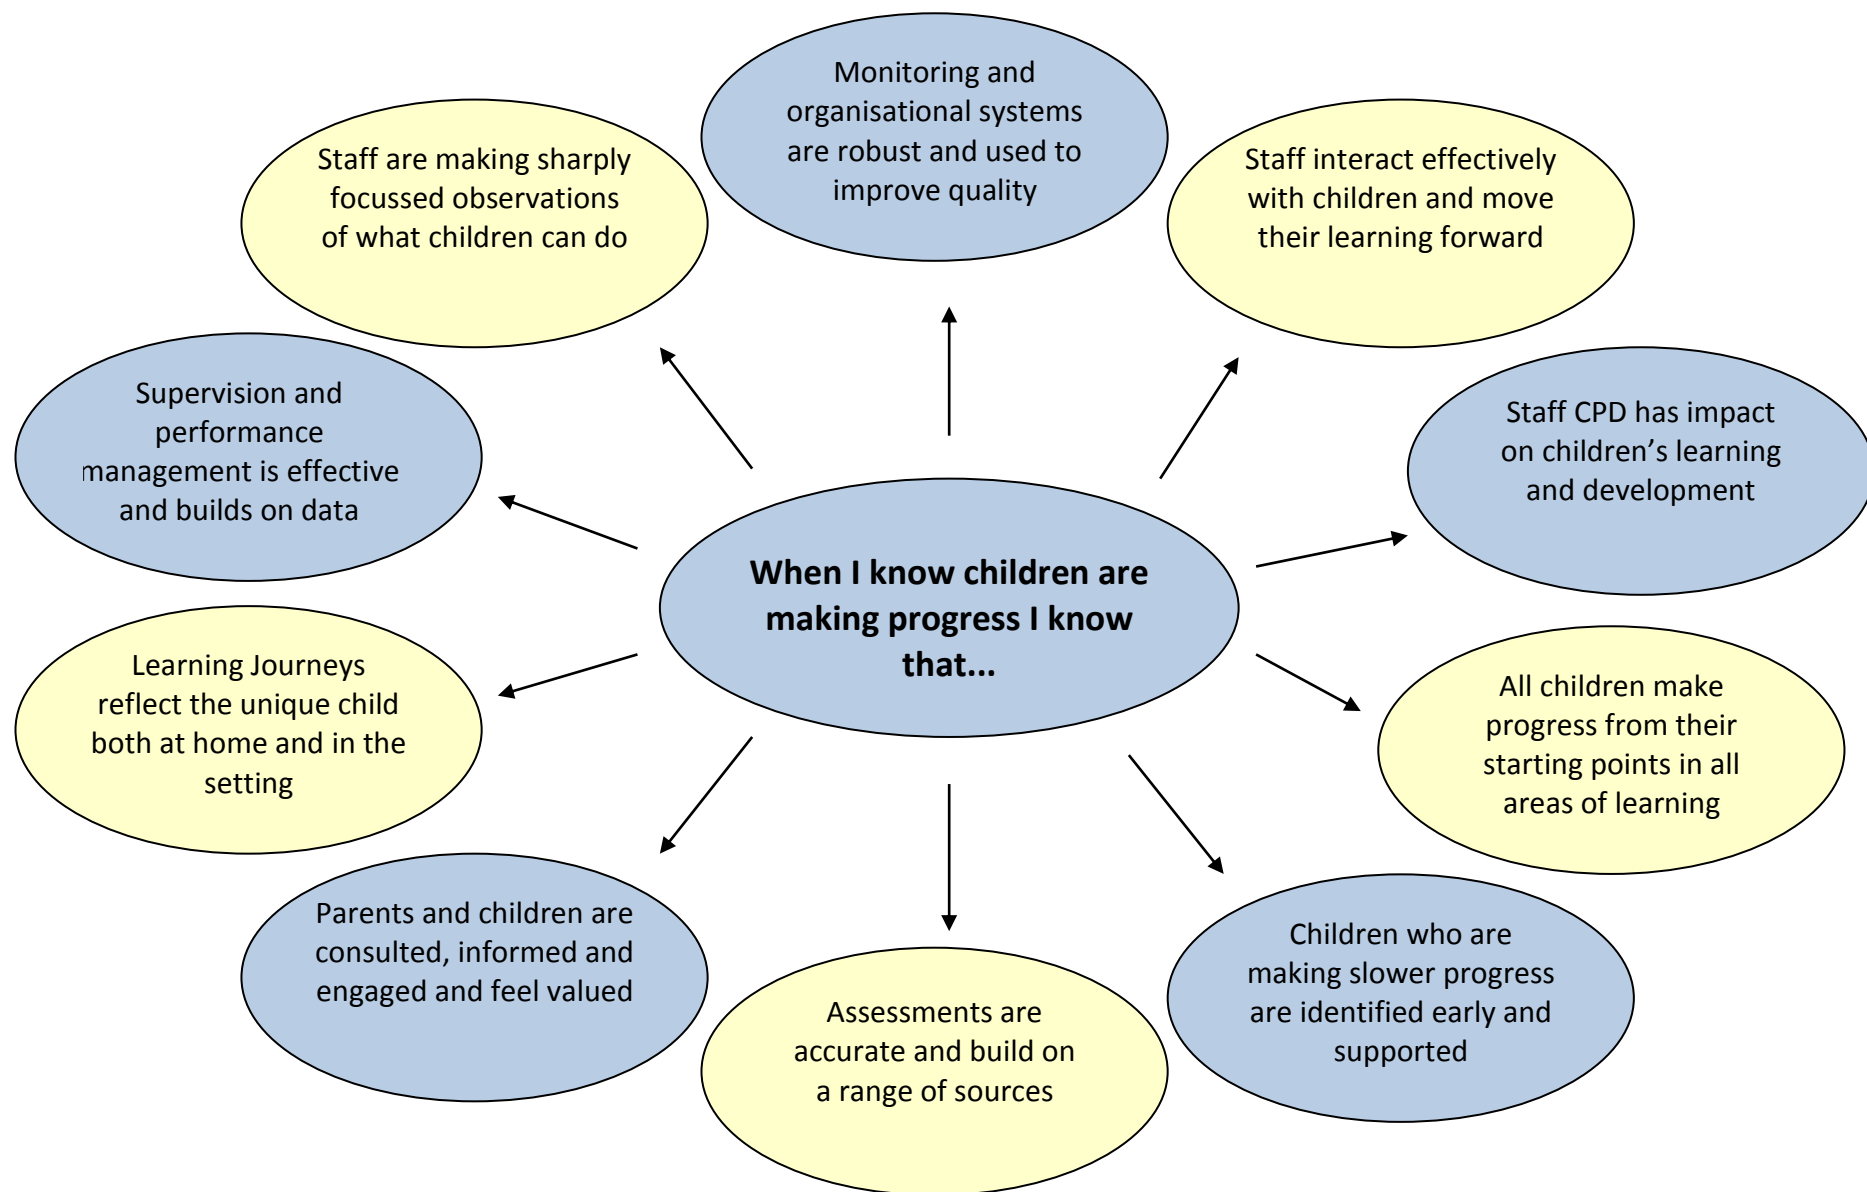 Monitoring and
organisational systems
are robust and used to
improve quality
Staff are making sharply
focussed observations
of what children can do
Staff interact effectively
with children and move
their learning forward
Supervision and
performance
management is effective
and builds on data
Staff CPD has impact
on children’s learning
and development
When I know children are
making progress I know
that...
Learning Journeys
reflect the unique child
both at home and in the
setting
All children make
progress from their
starting points in all
areas of learning
Parents and children are
consulted, informed and
engaged and feel valued
Children who are
making slower progress
are identified early and
supported
Assessments are
accurate and build on
a range of sources